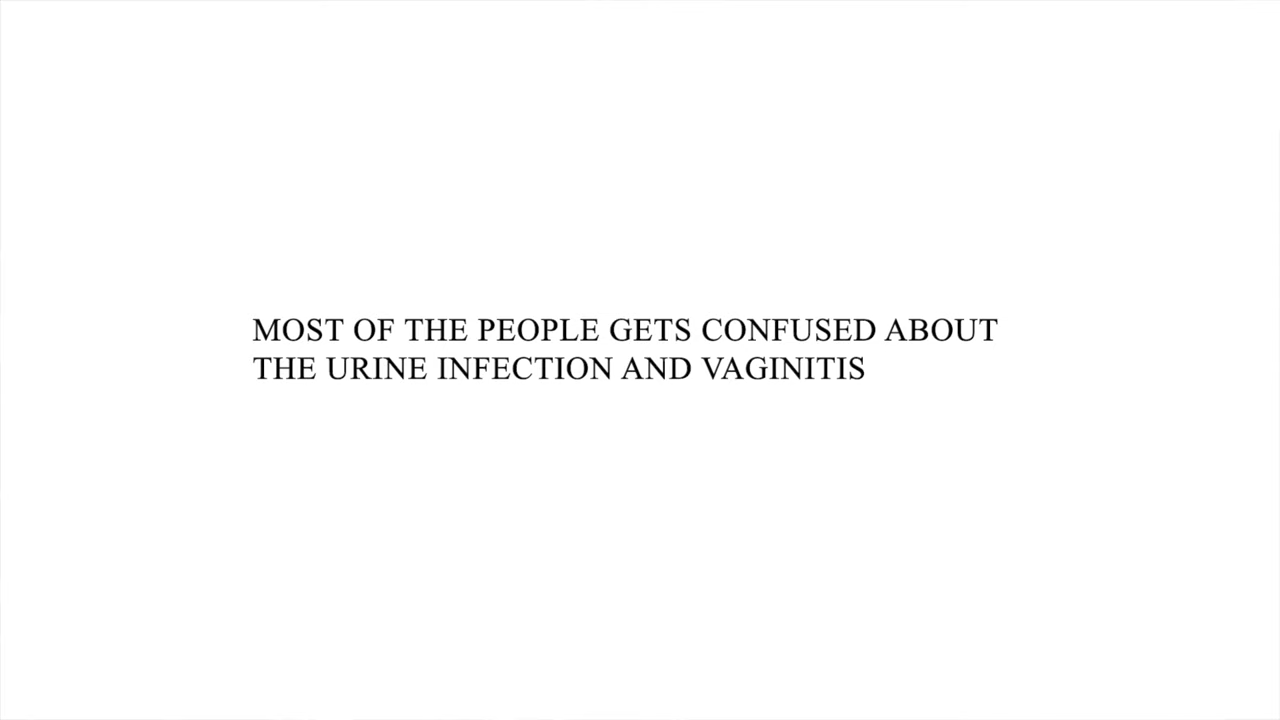 MOST OF THE PEOPLE GETS CONFUSED ABOUT
THE URINE INFECTION AND VAGINITIS